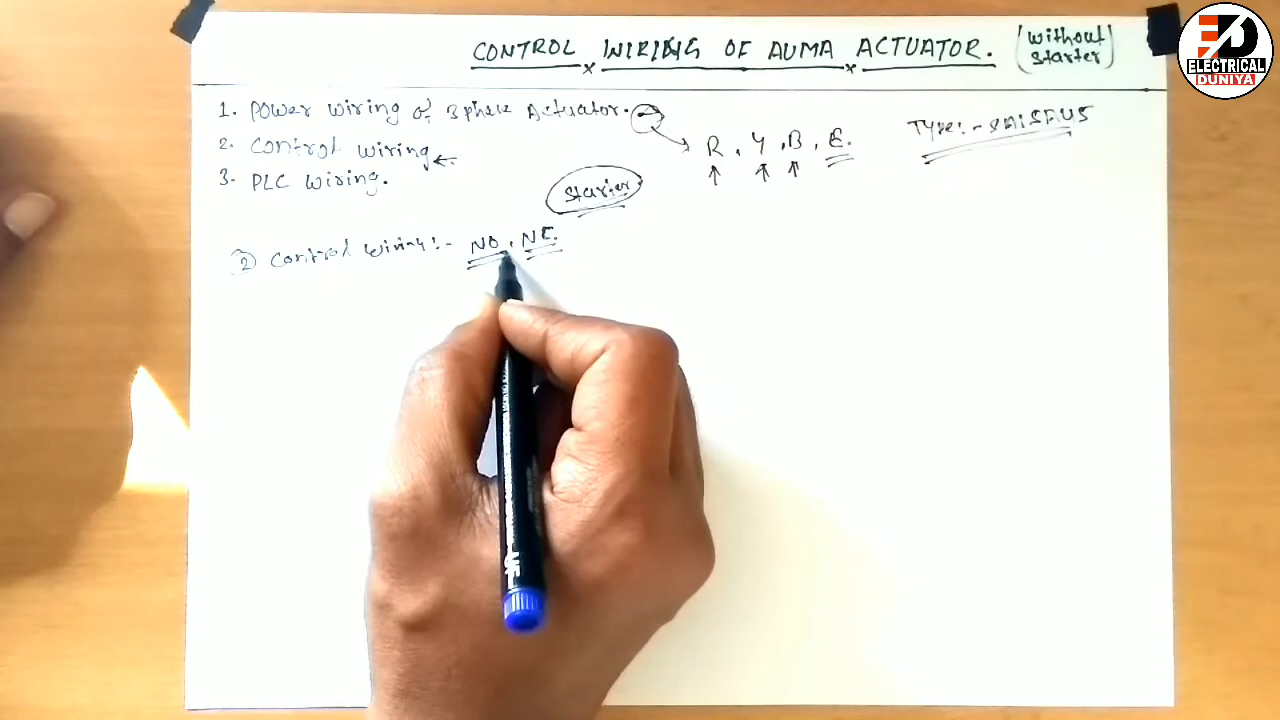 CONTROL WIRING OF AUMA ACTUATOR. (Without Starter)
1. Power wiring of 3 phase Actuator.
2. Control wiring
3. PLC wiring.
R, Y, B, E.
Type:-
Starter
② Control wiring:- NO, NC.
ELECTRICAL
DUNIYA